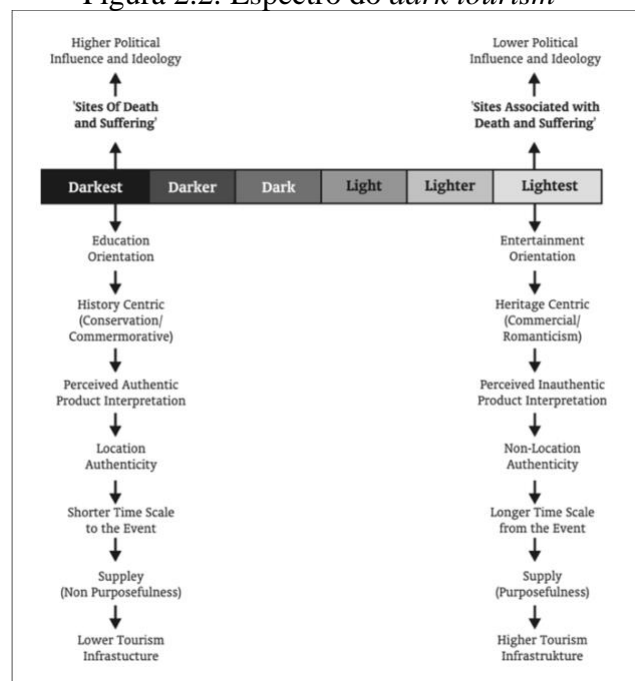 Figura 2.2: Espectro do dark tourism
Higher Political
Influence and Ideology
Lower Political
Influence and Ideology
'Sites Of Death
and Suffering'
'Sites Associated with
Death and Suffering'
Darkest Darker Dark Light Lighter Lightest
Education
Orientation
Entertainment
Orientation
History Centric
(Conservation/
Commermorative)
Heritage Centric
(Commercial/
Romanticism)
Perceived Authentic
Product Interpretation
Perceived Inauthentic
Product Interpretation
Location
Authenticity
Non-Location
Authenticity
Shorter Time Scale
to the Event
Longer Time Scale
from the Event
Suppley
(Non Purposefulness)
Supply
(Purposefulness)
Lower Tourism
Infrastucture
Higher Tourism
Infrastrukture